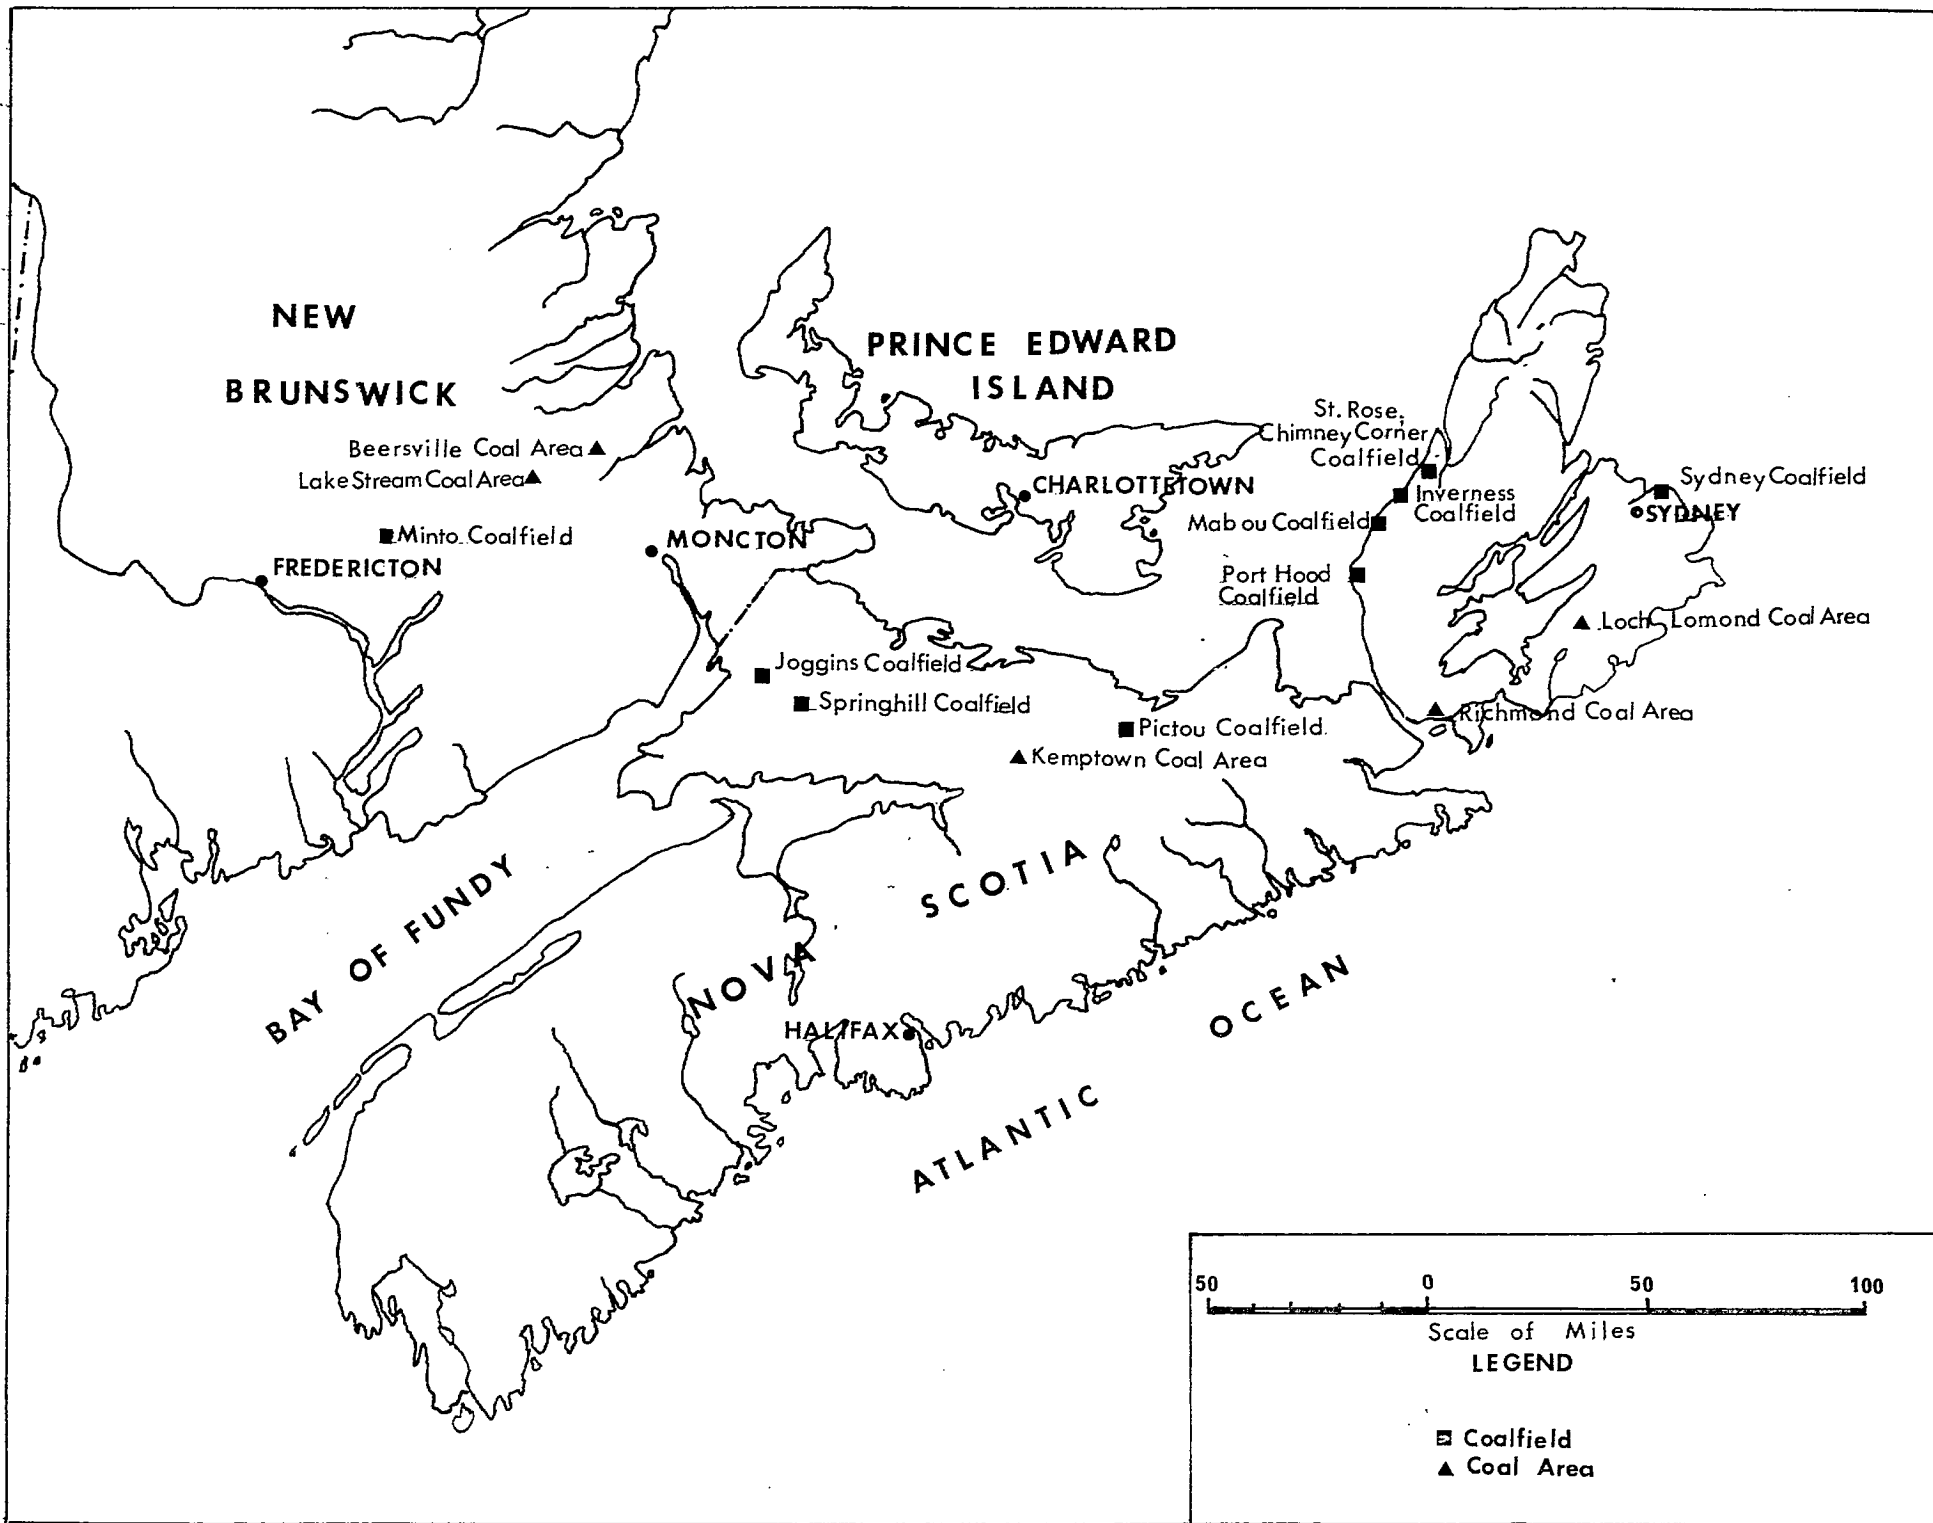 NEW
BRUNSWICK
PRINCE EDWARD
ISLAND
St. Rose,
Chimney Corner
Coalfield
Beersville Coal Area
Lake Stream Coal Area
Sydney Coalfield
CHARLOTTETOWN
Inverness
Coalfield
SYDNEY
Mabou Coalfield
Minto Coalfield
MONCTON
FREDERICTON
Port Hood
Coalfield
Loch Lomond Coal Area
Joggins Coalfield
Springhill Coalfield
Richmond Coal Area
Pictou Coalfield
Kemptown Coal Area
BAY OF FUNDY
NOVA SCOTIA
HALIFAX
ATLANTIC OCEAN
50 0 50 100
Scale of Miles
LEGEND
Coalfield
Coal Area